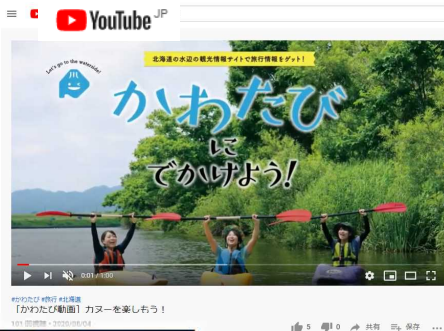 YouTube JP
北海道の水辺の観光情報サイトで旅行情報をゲット！
Let's go to the waterside!
かわたび
に
でかけよう！
0:01 / 1:00
#かわたび #旅行 #北海道
［かわたび動画］カヌーを楽しもう！
101 回視聴・2020/08/04
5
0
共有
保存